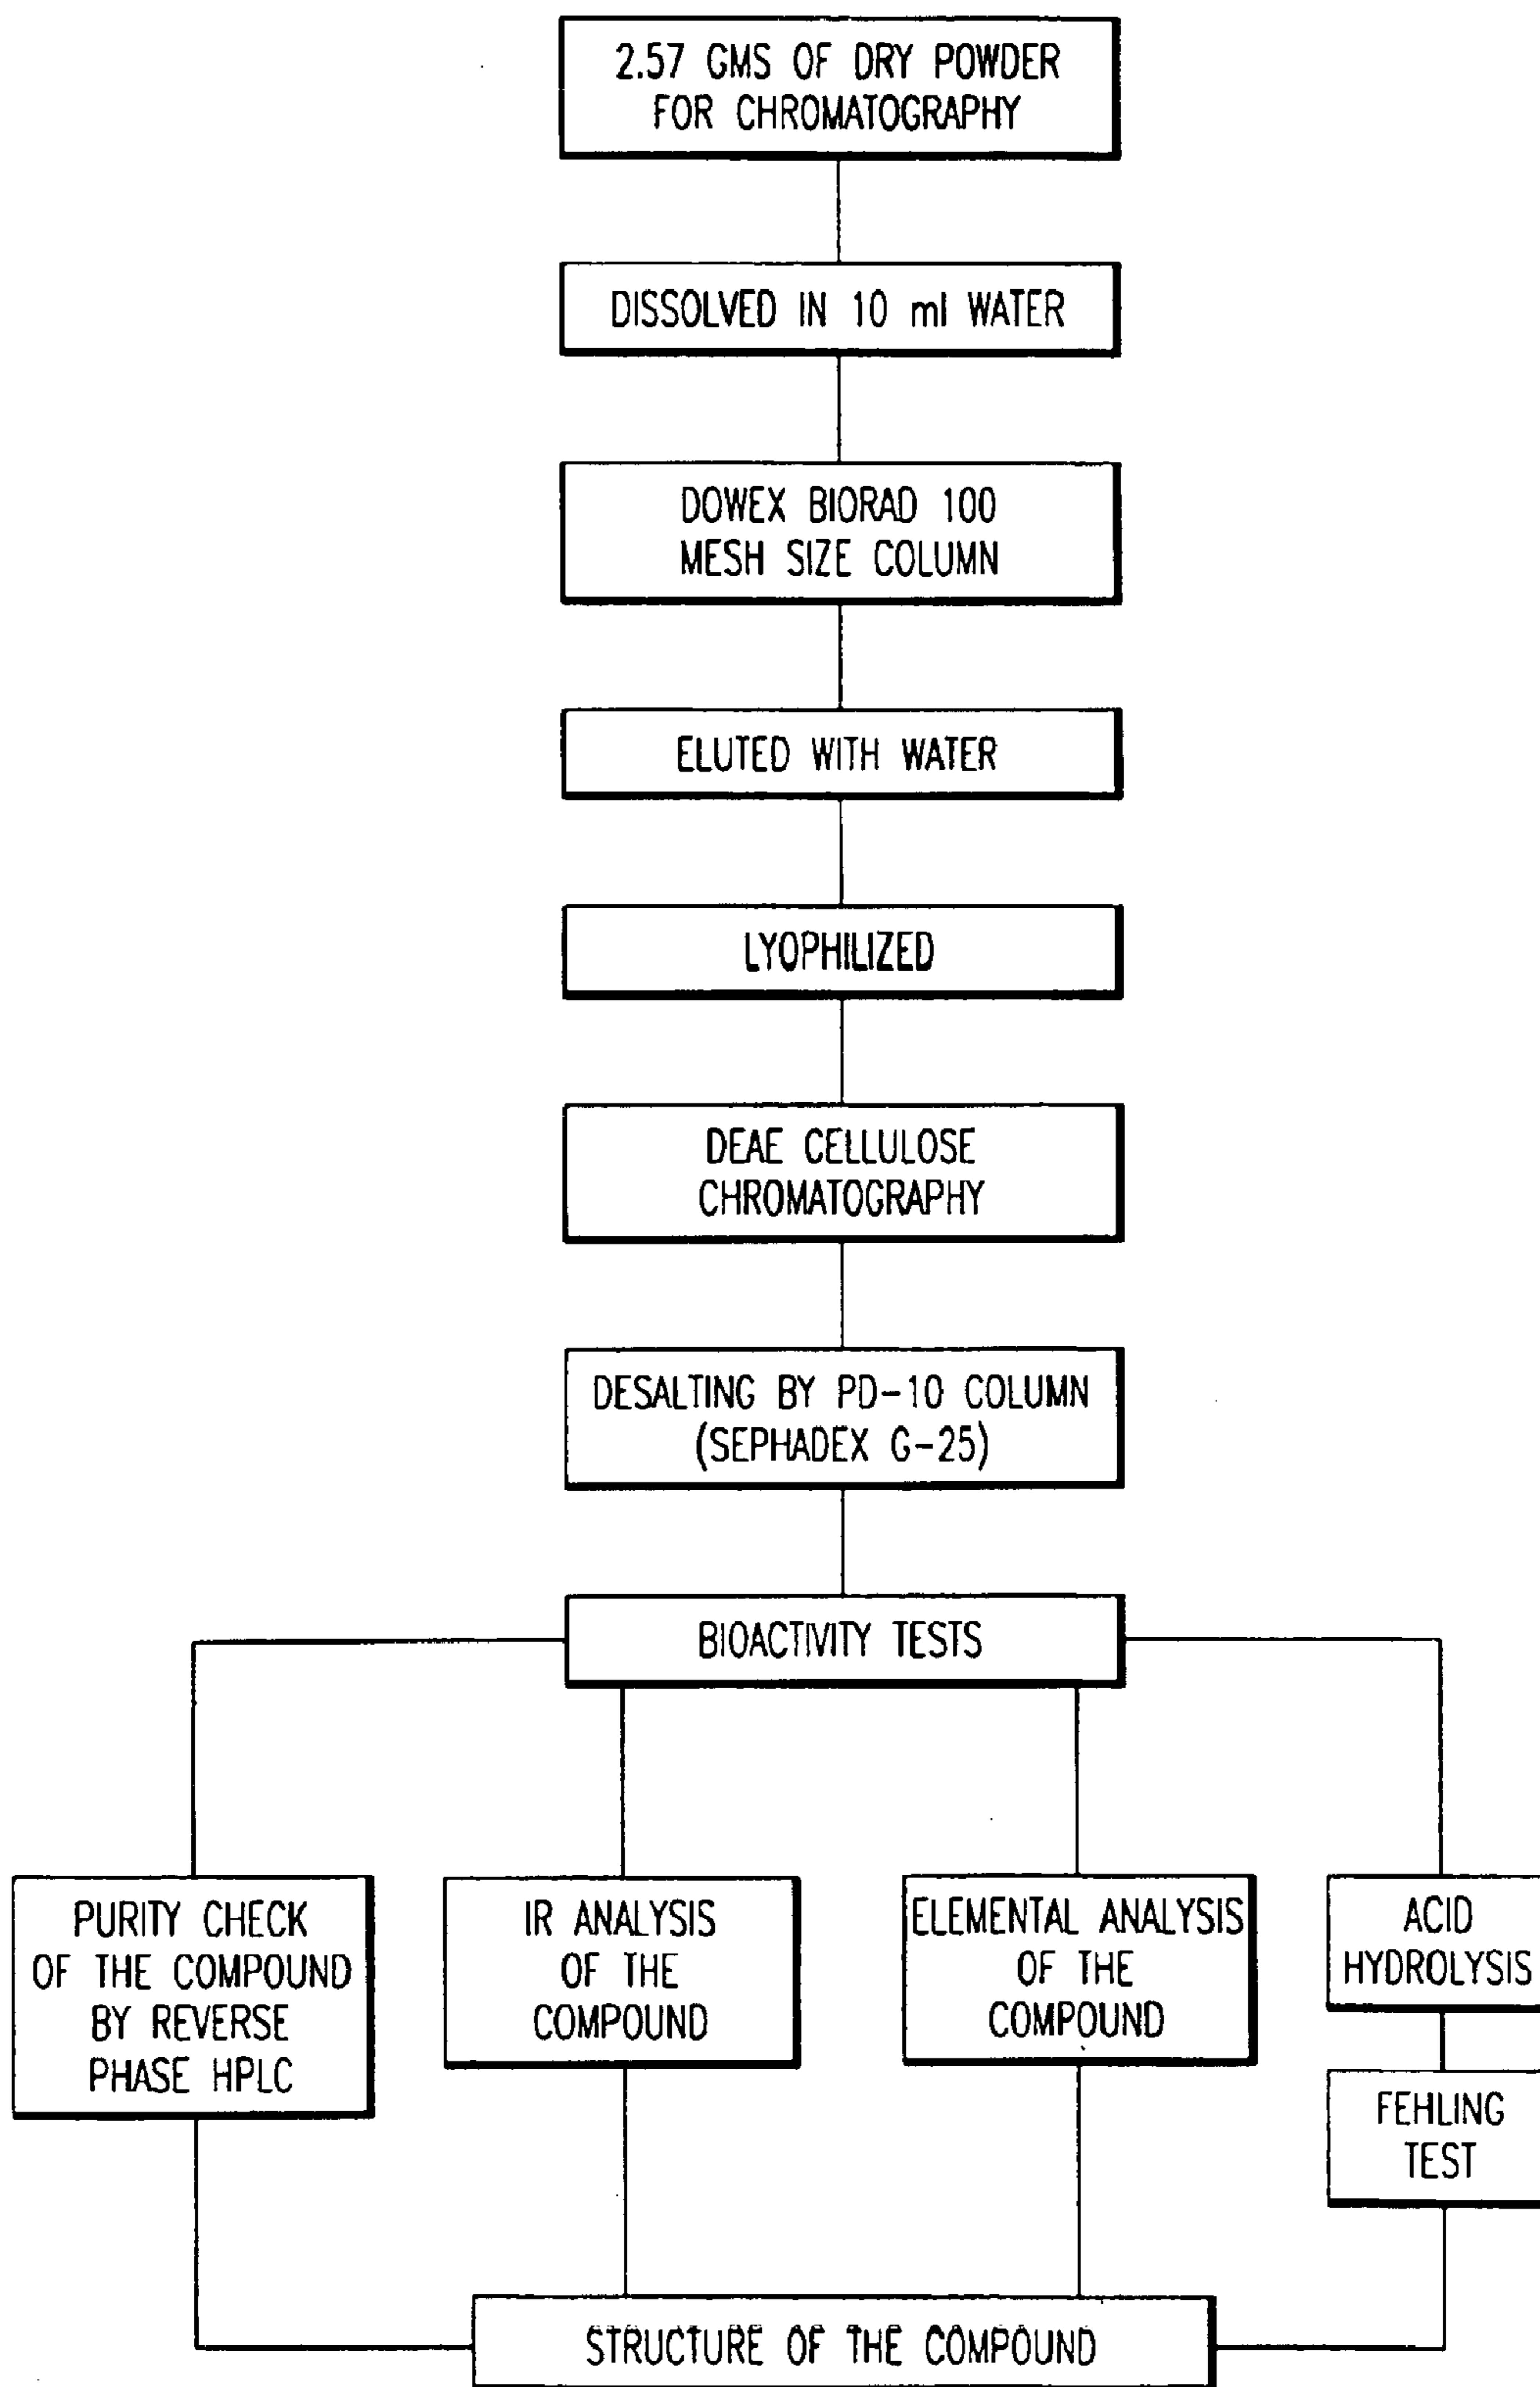 2.57 GMS OF DRY POWDER
FOR CHROMATOGRAPHY
DISSOLVED IN 10 ml WATER
DOWEX BIORAD 100
MESH SIZE COLUMN
ELUTED WITH WATER
LYOPHILIZED
DEAE CELLULOSE
CHROMATOGRAPHY
DESALTING BY PD-10 COLUMN
(SEPHADEX G-25)
BIOACTIVITY TESTS
PURITY CHECK
OF THE COMPOUND
BY REVERSE
PHASE HPLC
IR ANALYSIS
OF THE
COMPOUND
ELEMENTAL ANALYSIS
OF THE
COMPOUND
ACID
HYDROLYSIS
FEHLING
TEST
STRUCTURE OF THE COMPOUND